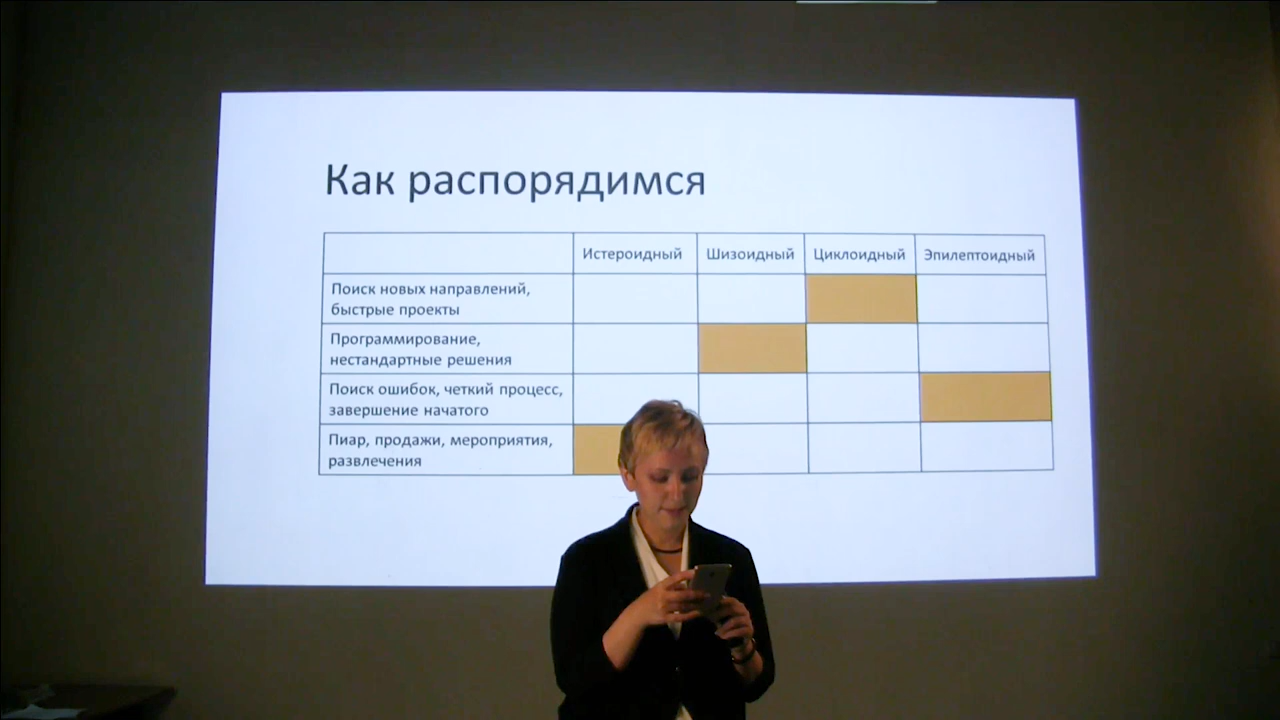 Как распорядимся
Истероидный Шизоидный Циклоидный Эпилептоидный
Поиск новых направлений,
быстрые проекты
Программирование,
нестандартные решения
Поиск ошибок, четкий процесс,
завершение начатого
Пиар, продажи, мероприятия,
развлечения